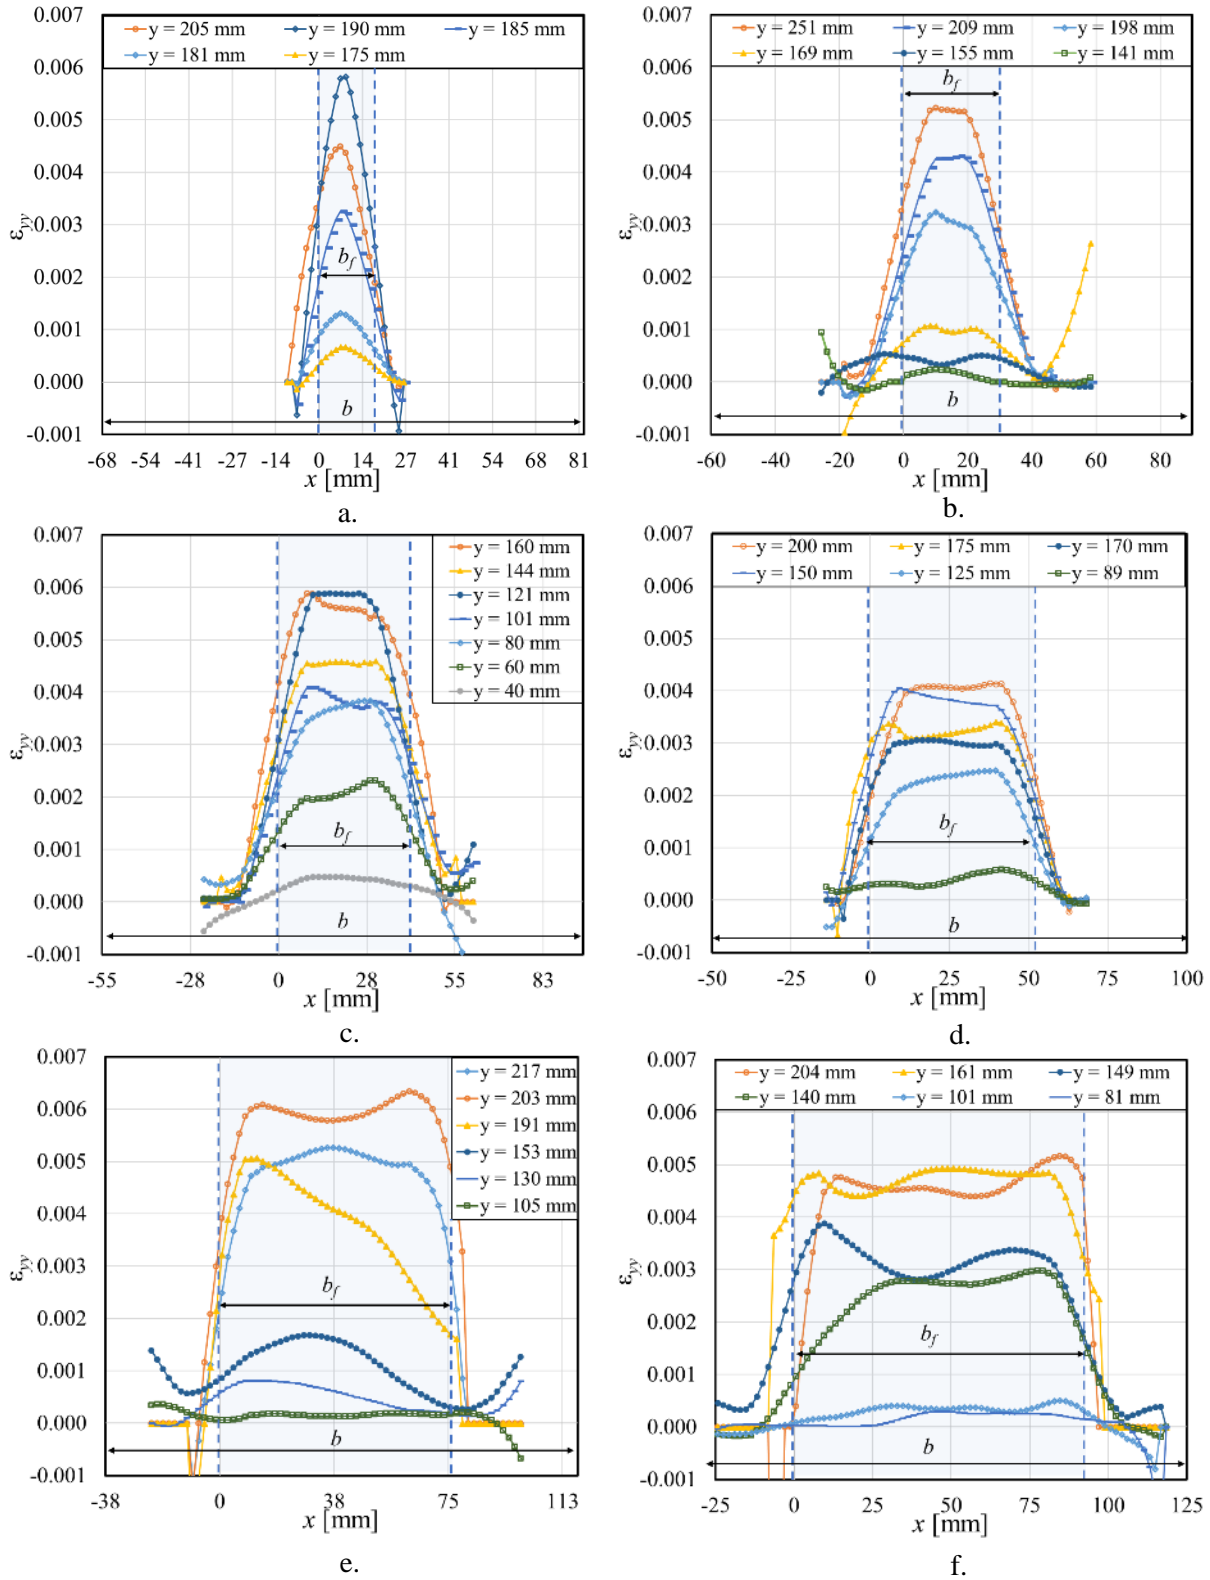 y = 205 mm y = 190 mm y = 185 mm
y = 181 mm y = 175 mm
0.007
0.006
0.005
0.004
0.003
0.002
0.001
0.000
-0.001
εyy
bf
b
-68 -54 -41 -27 -14 0 14 27 41 54 68 81
x [mm]
a.
y = 251 mm y = 209 mm y = 198 mm
y = 169 mm y = 155 mm y = 141 mm
0.007
0.006
0.005
0.004
0.003
0.002
0.001
0.000
-0.001
εyy
bf
b
-60 -40 -20 0 20 40 60 80
x [mm]
b.
y = 160 mm
y = 144 mm
y = 121 mm
y = 101 mm
y = 80 mm
y = 60 mm
y = 40 mm
0.007
0.006
0.005
0.004
0.003
0.002
0.001
0.000
-0.001
εyy
bf
b
-55 -28 0 28 55 83
x [mm]
c.
y = 200 mm y = 175 mm y = 170 mm
y = 150 mm y = 125 mm y = 89 mm
0.007
0.006
0.005
0.004
0.003
0.002
0.001
0.000
-0.001
εyy
bf
b
-50 -25 0 25 50 75 100
x [mm]
d.
y = 217 mm
y = 203 mm
y = 191 mm
y = 153 mm
y = 130 mm
y = 105 mm
0.007
0.006
0.005
0.004
0.003
0.002
0.001
0.000
-0.001
εyy
bf
b
-38 0 38 75 113
x [mm]
e.
y = 204 mm y = 161 mm y = 149 mm
y = 140 mm y = 101 mm y = 81 mm
0.007
0.006
0.005
0.004
0.003
0.002
0.001
0.000
-0.001
εyy
bf
b
-25 0 25 50 75 100 125
x [mm]
f.